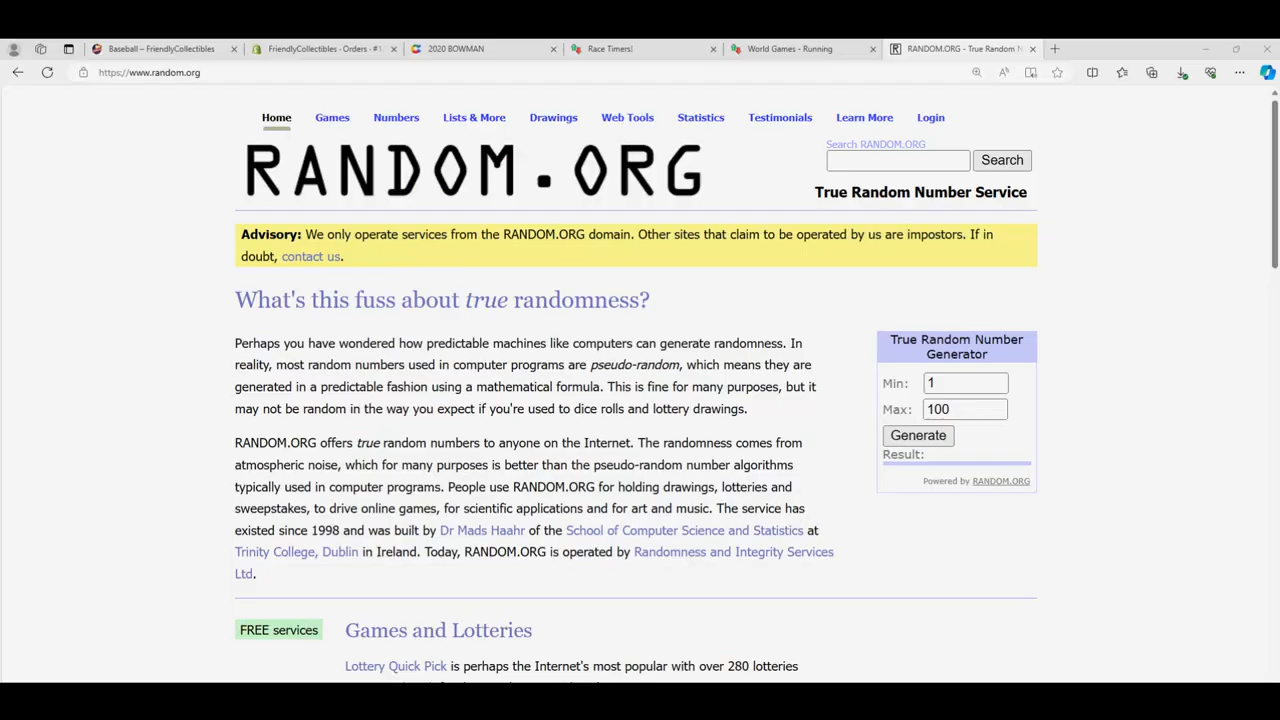 Baseball – FriendlyCollectibles
FriendlyCollectibles - Orders - #1
2020 BOWMAN
Race Timers!
World Games - Running
RANDOM.ORG - True Random N
https://www.random.org
Home
Games
Numbers
Lists & More
Drawings
Web Tools
Statistics
Testimonials
Learn More
Login
RANDOM.ORG
Search RANDOM.ORG
Search
True Random Number Service
Advisory: We only operate services from the RANDOM.ORG domain. Other sites that claim to be operated by us are impostors. If in
doubt, contact us.
What's this fuss about true randomness?
Perhaps you have wondered how predictable machines like computers can generate randomness. In
reality, most random numbers used in computer programs are pseudo-random, which means they are
generated in a predictable fashion using a mathematical formula. This is fine for many purposes, but it
may not be random in the way you expect if you're used to dice rolls and lottery drawings.
RANDOM.ORG offers true random numbers to anyone on the Internet. The randomness comes from
atmospheric noise, which for many purposes is better than the pseudo-random number algorithms
typically used in computer programs. People use RANDOM.ORG for holding drawings, lotteries and
sweepstakes, to drive online games, for scientific applications and for art and music. The service has
existed since 1998 and was built by Dr Mads Haahr of the School of Computer Science and Statistics at
Trinity College, Dublin in Ireland. Today, RANDOM.ORG is operated by Randomness and Integrity Services
Ltd.
True Random Number
Generator
Min: 1
Max: 100
Generate
Result:
Powered by RANDOM.ORG
FREE services
Games and Lotteries
Lottery Quick Pick is perhaps the Internet's most popular with over 280 lotteries